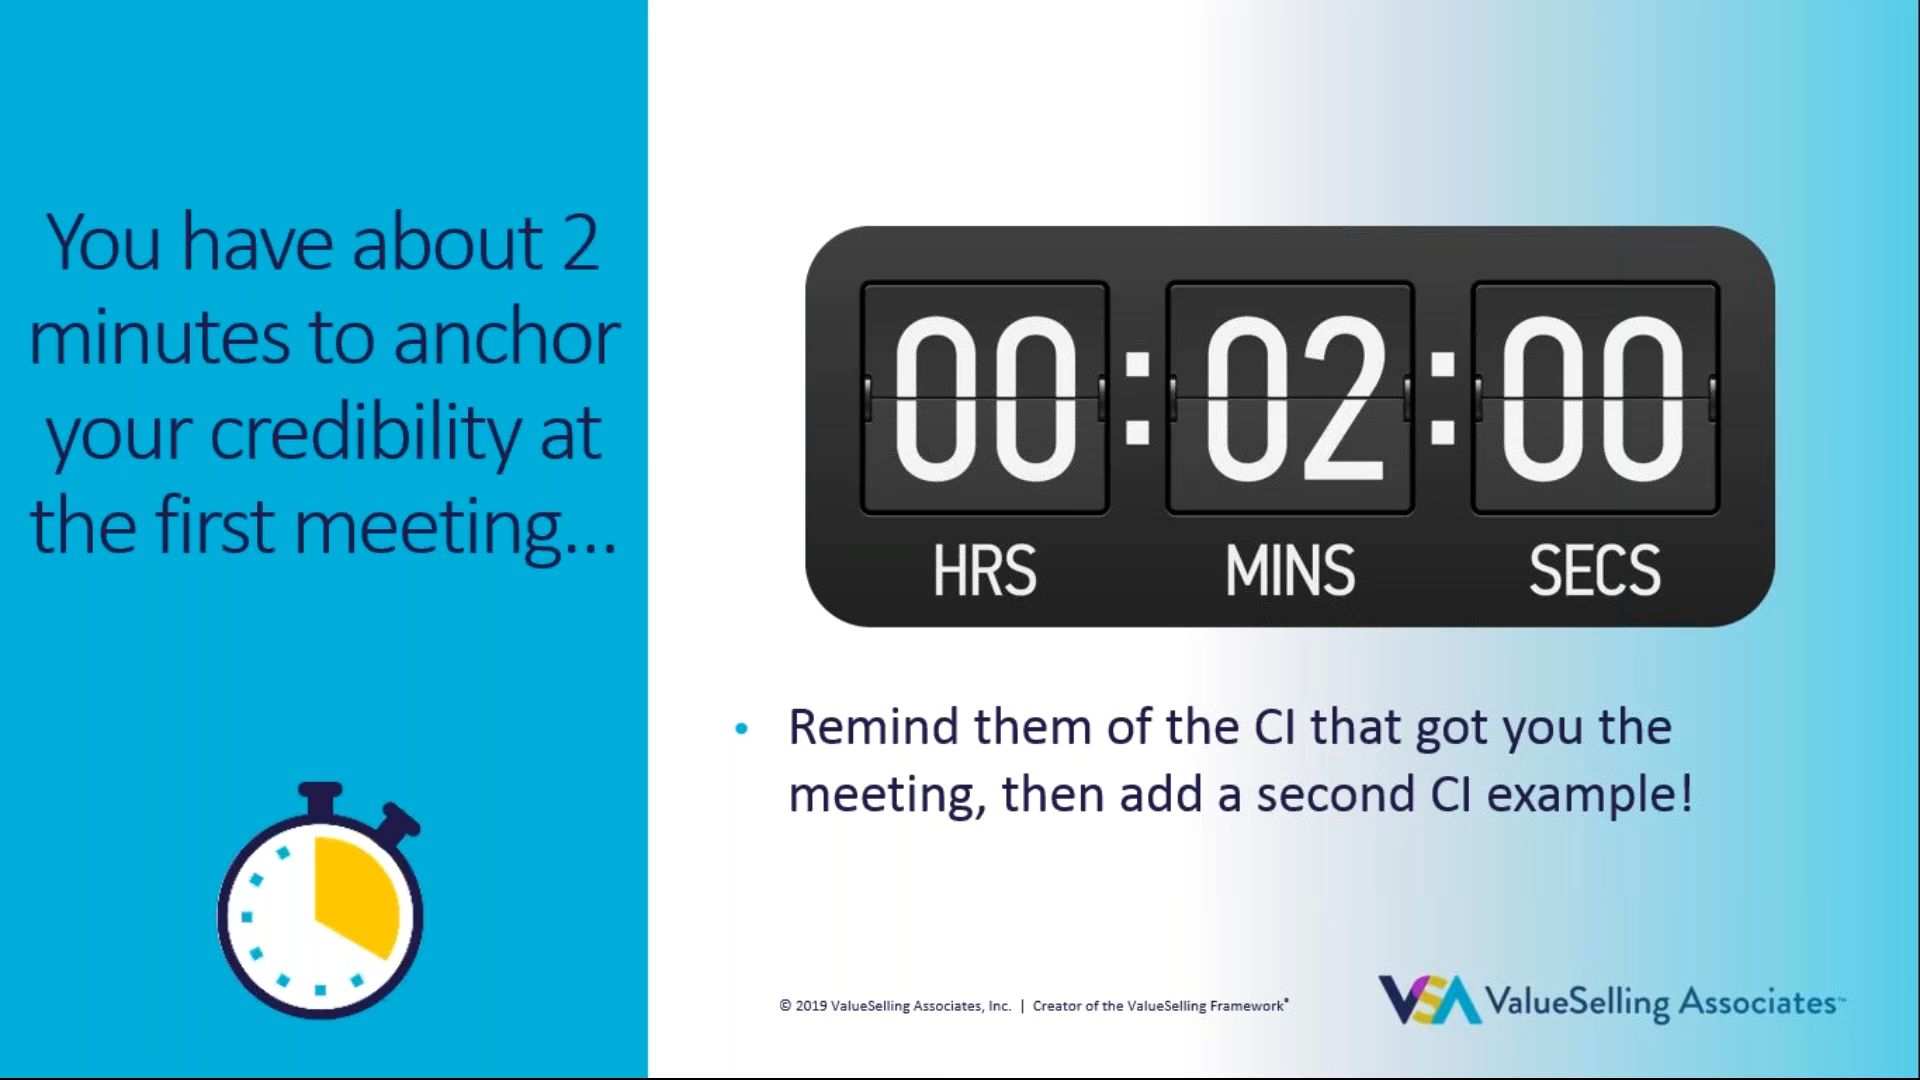 You have about 2
minutes to anchor
your credibility at
the first meeting...
00:02:00
HRS MINS SECS
• Remind them of the CI that got you the
meeting, then add a second CI example!
© 2019 ValueSelling Associates, Inc. | Creator of the ValueSelling Framework®
VSA ValueSelling Associates™